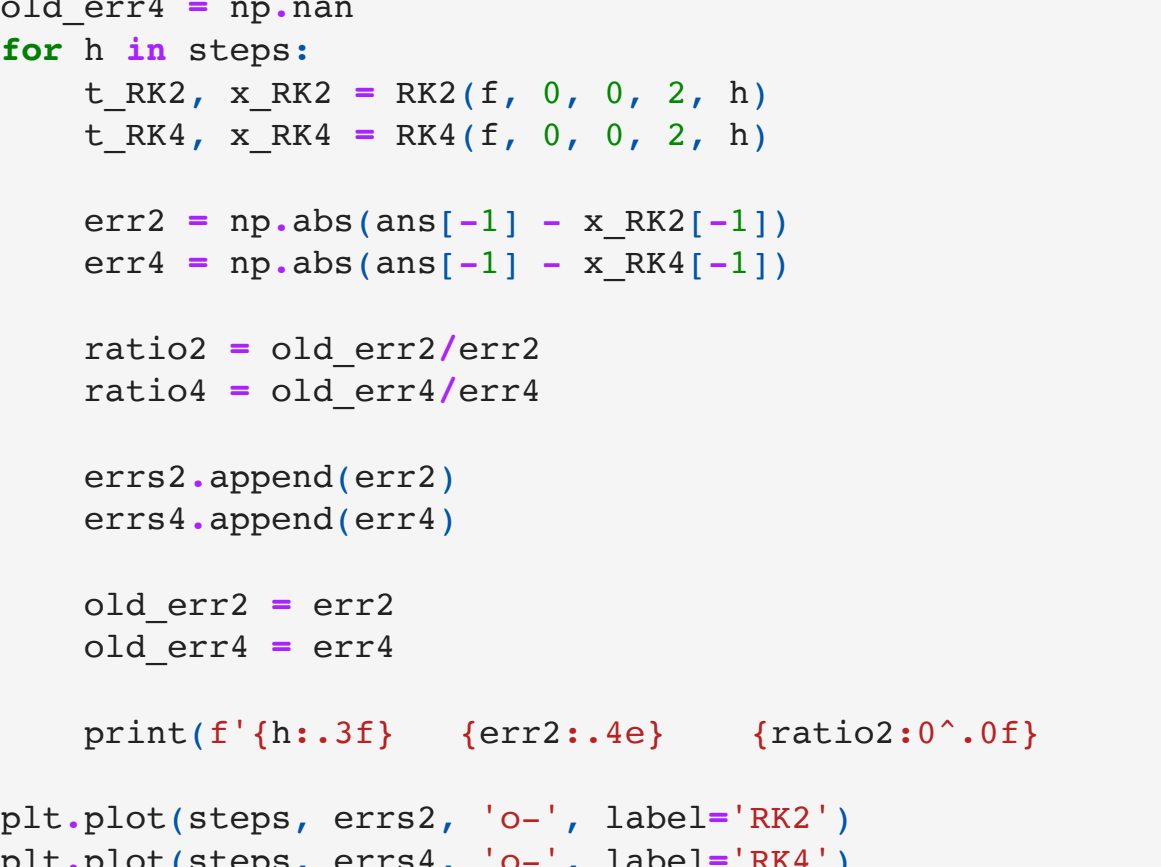 old_err4 = np.nan
for h in steps:
    t_RK2, x_RK2 = RK2(f, 0, 0, 2, h)
    t_RK4, x_RK4 = RK4(f, 0, 0, 2, h)

    err2 = np.abs(ans[-1] - x_RK2[-1])
    err4 = np.abs(ans[-1] - x_RK4[-1])

    ratio2 = old_err2/err2
    ratio4 = old_err4/err4

    errs2.append(err2)
    errs4.append(err4)

    old_err2 = err2
    old_err4 = err4

    print(f'{h:.3f}    {err2:.4e}     {ratio2:0^.0f}

plt.plot(steps, errs2, 'o-', label='RK2')
plt.plot(steps, errs4, 'o-', label='RK4')